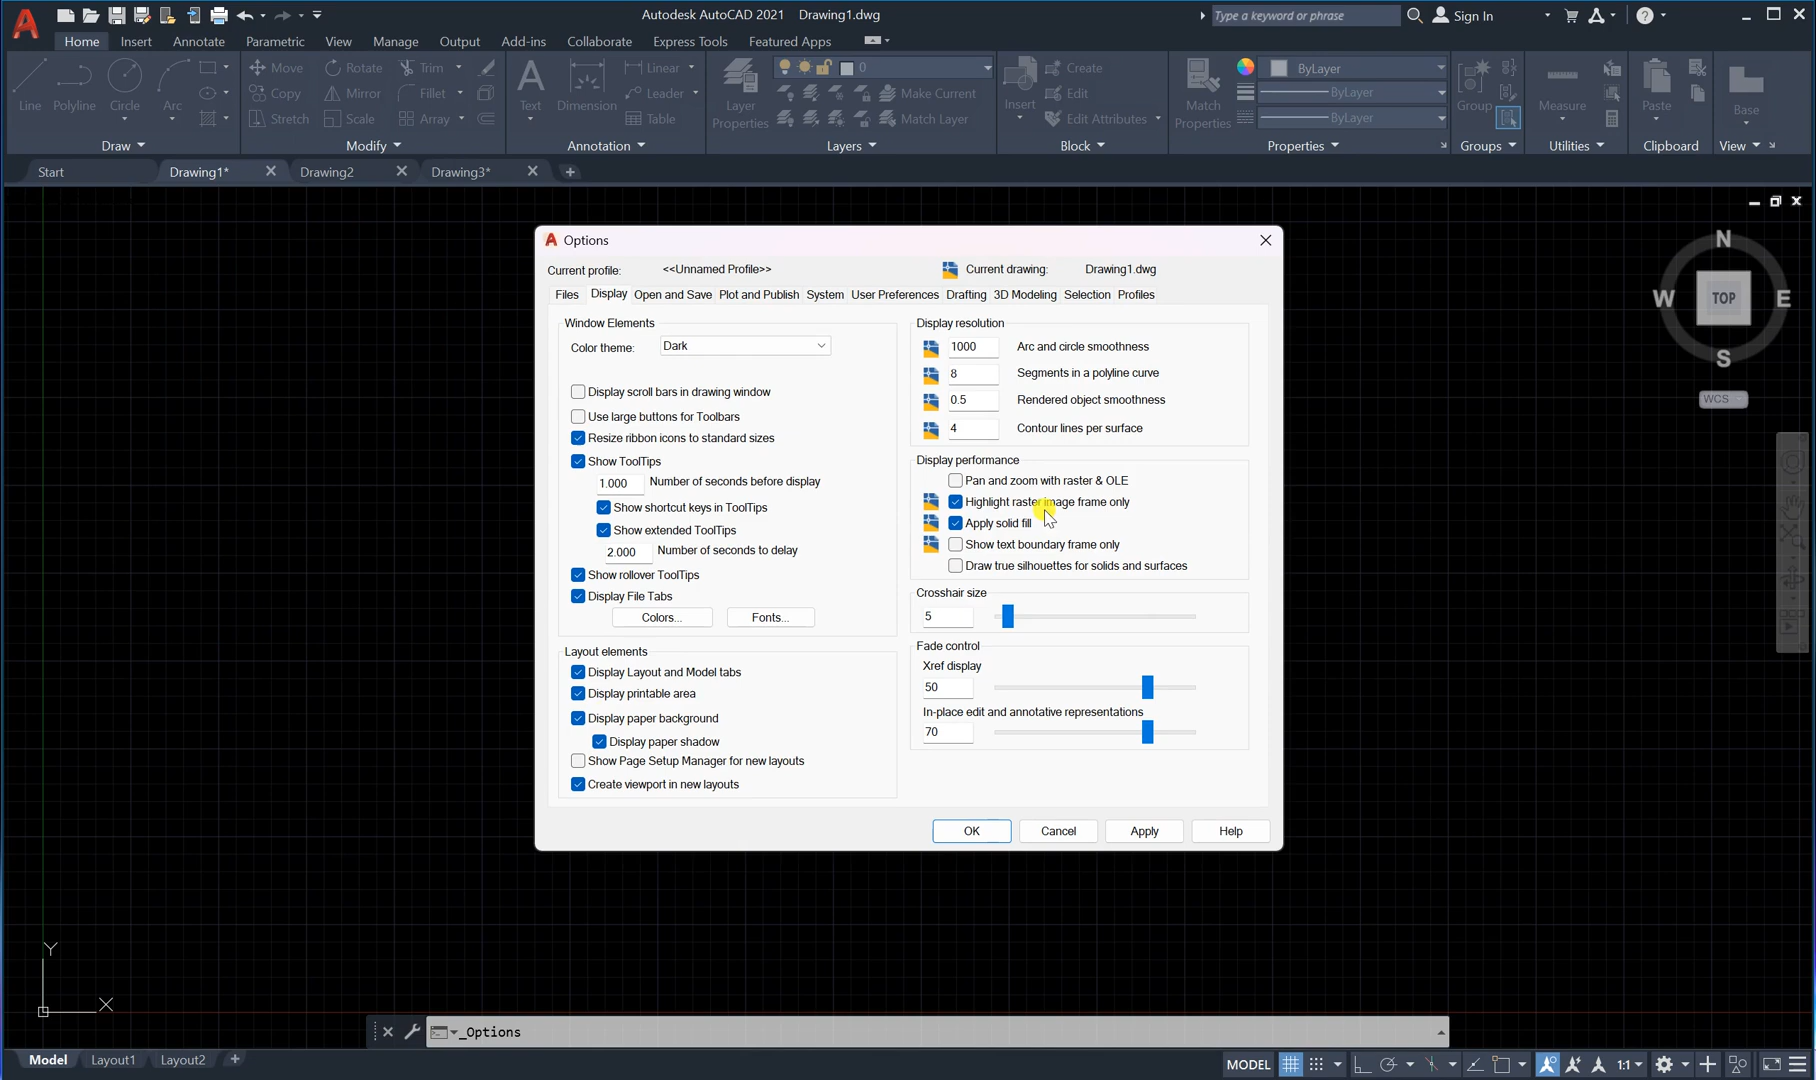 Autodesk AutoCAD 2021 Drawing1.dwg
Type a keyword or phrase
Sign In
Home Insert Annotate Parametric View Manage Output Add-ins Collaborate Express Tools Featured Apps
Line Polyline Circle Arc
Move Rotate Trim
Copy Mirror Fillet
Stretch Scale Array
Text Dimension
Linear
Leader
Table
Layer
Properties
0
Make Current
Match Layer
Insert
Create
Edit
Edit Attributes
Match
Properties
ByLayer
ByLayer
ByLayer
Group
Measure
Paste
Base
Draw Modify Annotation Layers Block Properties Groups Utilities Clipboard View
Start Drawing1* Drawing2 Drawing3*
N
W TOP E
S
WCS
Options
Current profile: <<Unnamed Profile>> Current drawing: Drawing1.dwg
Files Display Open and Save Plot and Publish System User Preferences Drafting 3D Modeling Selection Profiles
Window Elements
Color theme: Dark
Display scroll bars in drawing window
Use large buttons for Toolbars
Resize ribbon icons to standard sizes
Show ToolTips
1.000 Number of seconds before display
Show shortcut keys in ToolTips
Show extended ToolTips
2.000 Number of seconds to delay
Show rollover ToolTips
Display File Tabs
Colors... Fonts...
Layout elements
Display Layout and Model tabs
Display printable area
Display paper background
Display paper shadow
Show Page Setup Manager for new layouts
Create viewport in new layouts
Display resolution
1000 Arc and circle smoothness
8 Segments in a polyline curve
0.5 Rendered object smoothness
4 Contour lines per surface
Display performance
Pan and zoom with raster & OLE
Highlight raster image frame only
Apply solid fill
Show text boundary frame only
Draw true silhouettes for solids and surfaces
Crosshair size
5
Fade control
Xref display
50
In-place edit and annotative representations
70
OK Cancel Apply Help
Y
X
_Options
Model Layout1 Layout2
MODEL 1:1